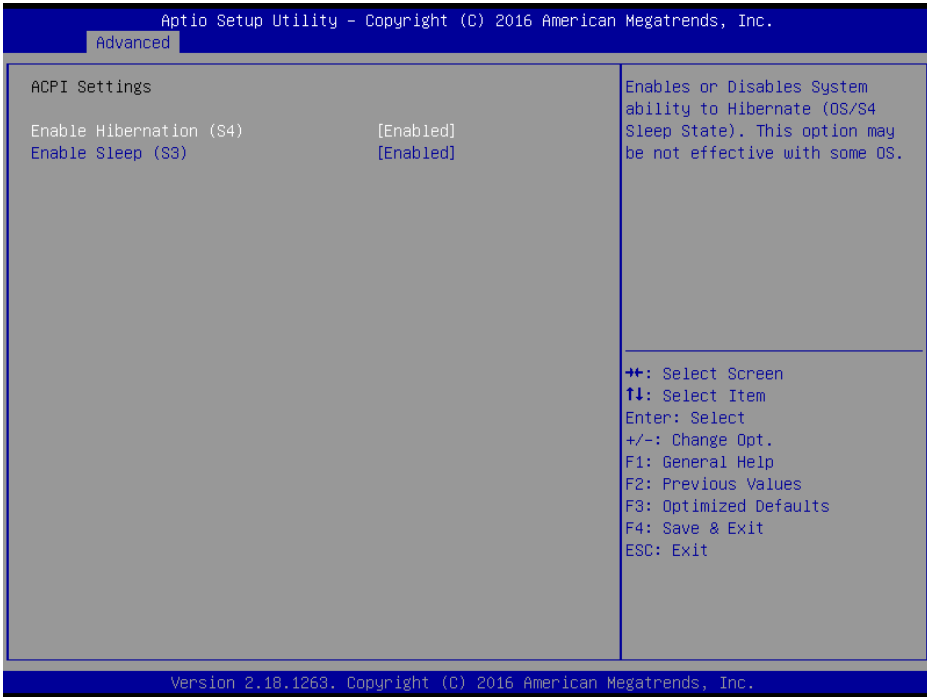 Aptio Setup Utility – Copyright (C) 2016 American Megatrends, Inc.
Advanced
ACPI Settings
Enable Hibernation (S4) [Enabled]
Enable Sleep (S3) [Enabled]
Enables or Disables System
ability to Hibernate (OS/S4
Sleep State). This option may
be not effective with some OS.
→←: Select Screen
↑↓: Select Item
Enter: Select
+/-: Change Opt.
F1: General Help
F2: Previous Values
F3: Optimized Defaults
F4: Save & Exit
ESC: Exit
Version 2.18.1263. Copyright (C) 2016 American Megatrends, Inc.